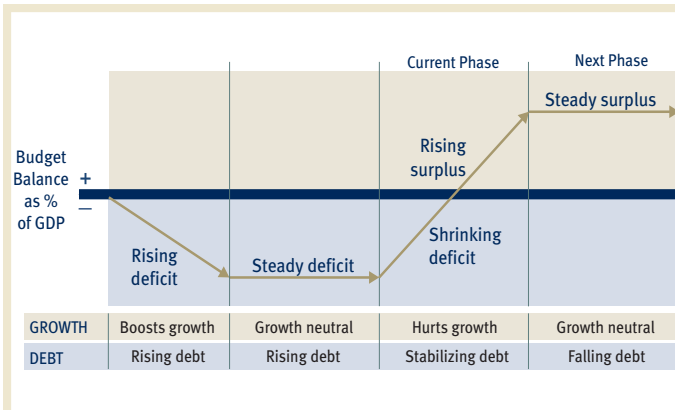 Current Phase
Next Phase
Steady surplus
Rising
surplus
Budget
Balance
as %
of GDP
+
–
Rising
deficit
Steady deficit
Shrinking
deficit
GROWTH Boosts growth Growth neutral Hurts growth Growth neutral
DEBT Rising debt Rising debt Stabilizing debt Falling debt